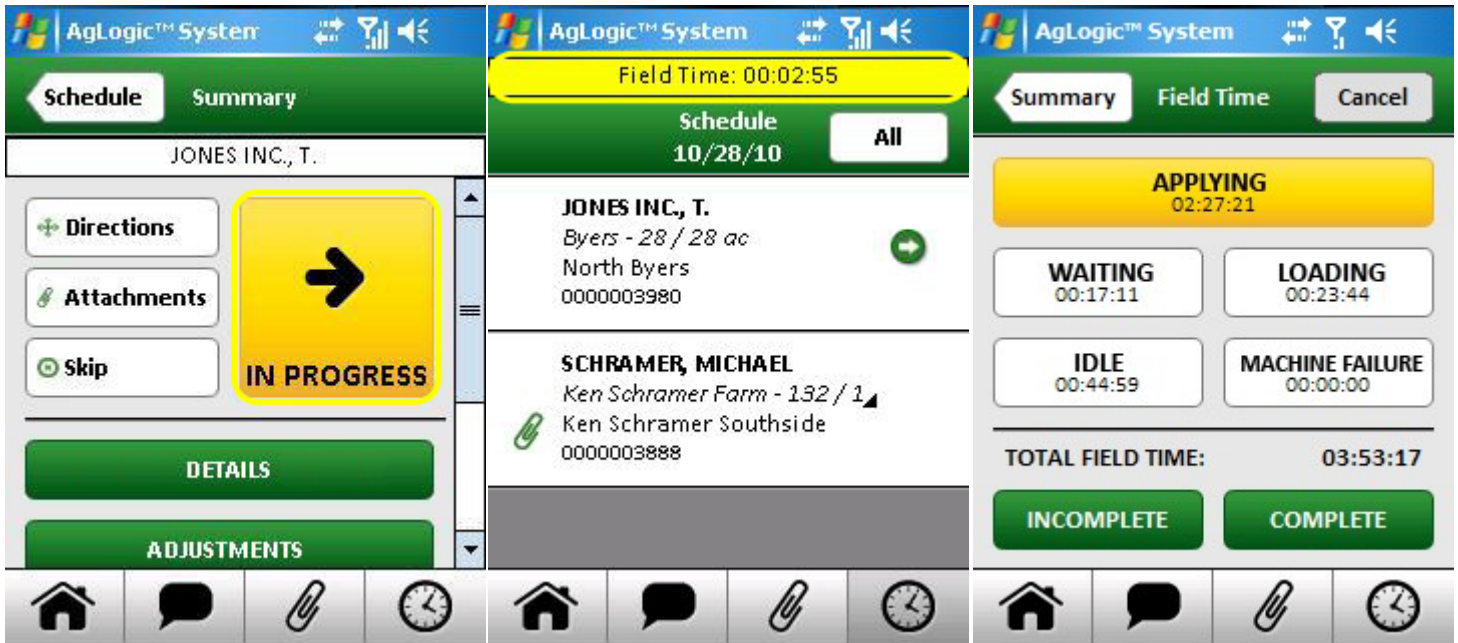 AgLogic™ System
Schedule
Summary
JONES INC., T.
Directions
Attachments
Skip
IN PROGRESS
DETAILS
ADJUSTMENTS
AgLogic™ System
Field Time: 00:02:55
Schedule
10/28/10
All
JONES INC., T.
Byers - 28 / 28 ac
North Byers
0000003980
SCHRAMER, MICHAEL
Ken Schramer Farm - 132 / 1
Ken Schramer Southside
0000003888
AgLogic™ System
Summary
Field Time
Cancel
APPLYING
02:27:21
WAITING
00:17:11
LOADING
00:23:44
IDLE
00:44:59
MACHINE FAILURE
00:00:00
TOTAL FIELD TIME: 03:53:17
INCOMPLETE
COMPLETE